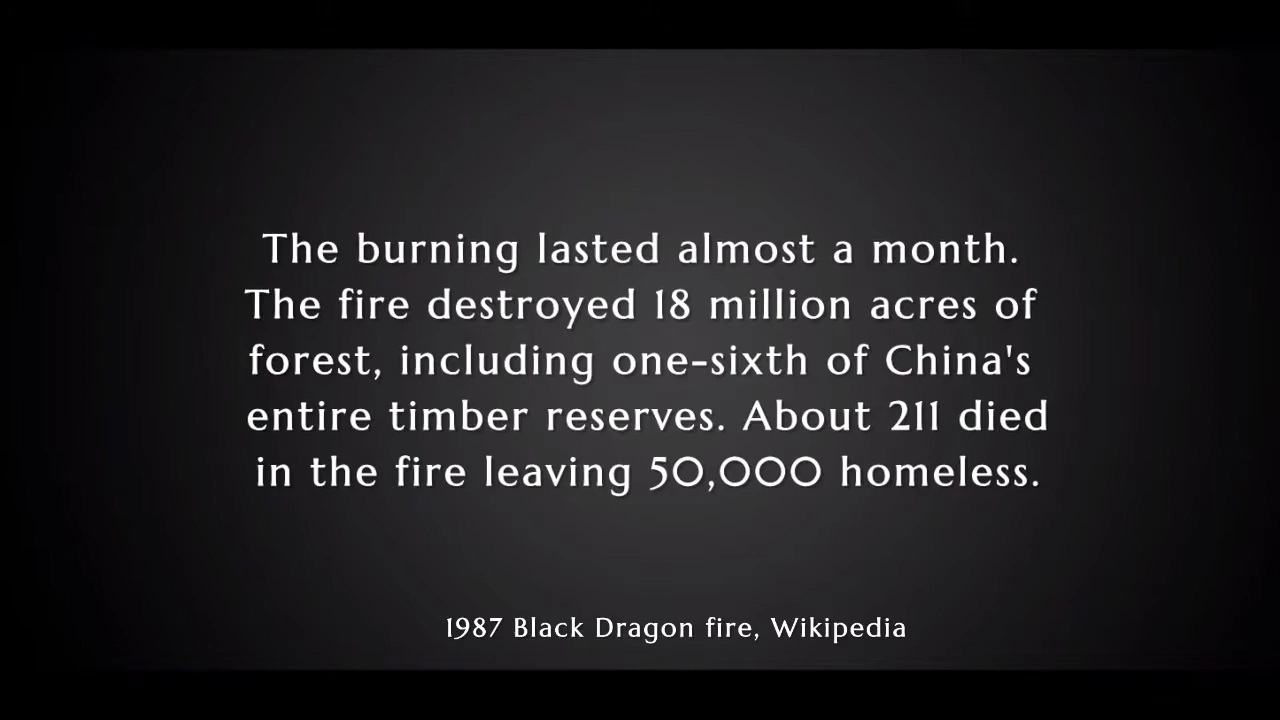 The burning lasted almost a month.
The fire destroyed 18 million acres of
forest, including one-sixth of China's
entire timber reserves. About 211 died
in the fire leaving 50,000 homeless.
1987 Black Dragon fire, Wikipedia